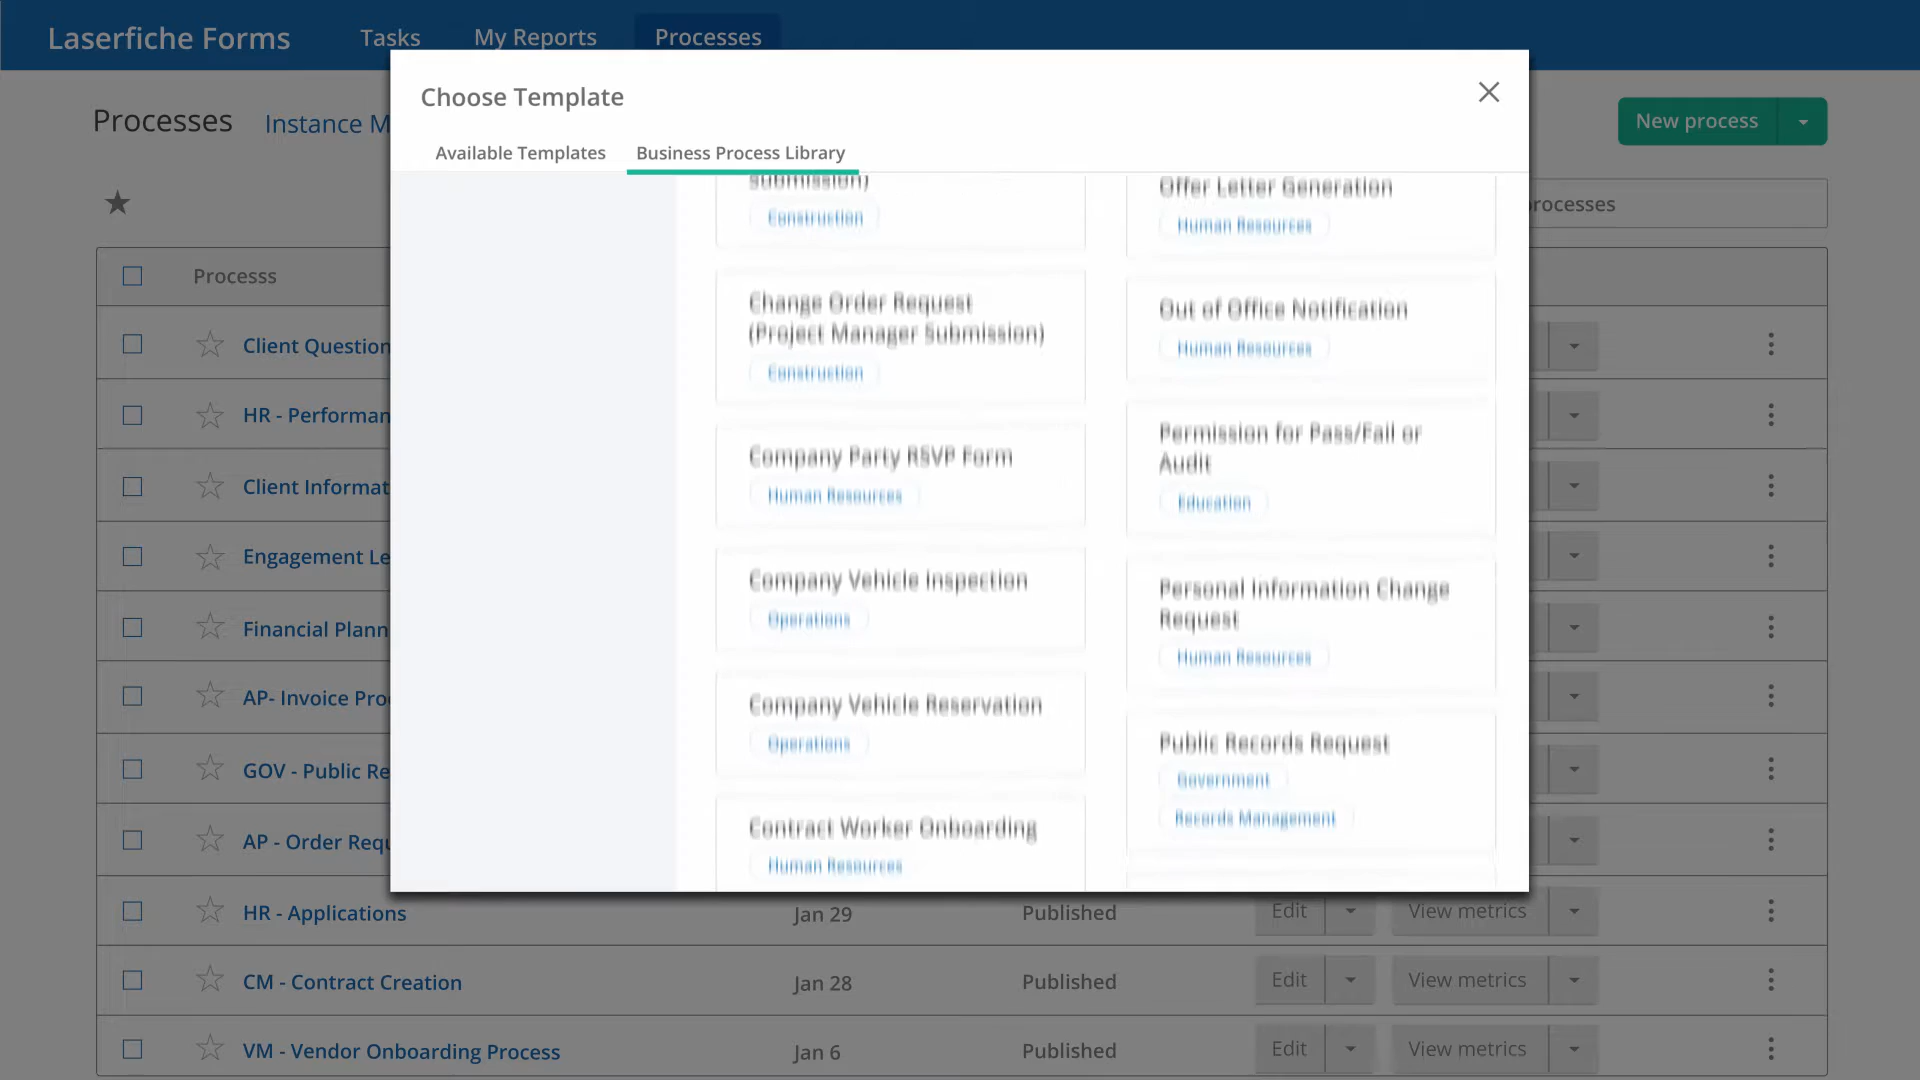 Laserfiche Forms
Tasks
My Reports
Processes
Choose Template
Available Templates
Business Process Library
Processes
Instance M
New process
rocesses
Processs
Client Question
HR - Performan
Client Informat
Engagement Le
Financial Plann
AP- Invoice Pro
GOV - Public Re
AP - Order Requ
submission)
Construction
Change Order Request
(Project Manager Submission)
Construction
Company Party RSVP Form
Human Resources
Company Vehicle Inspection
Operations
Company Vehicle Reservation
Operations
Contract Worker Onboarding
Human Resources
Offer Letter Generation
Human Resources
Out of Office Notification
Human Resources
Permission for Pass/Fail or
Audit
Education
Personal Information Change
Request
Human Resources
Public Records Request
Government
Records Management
HR - Applications Jan 29 Published Edit View metrics
CM - Contract Creation Jan 28 Published Edit View metrics
VM - Vendor Onboarding Process Jan 6 Published Edit View metrics